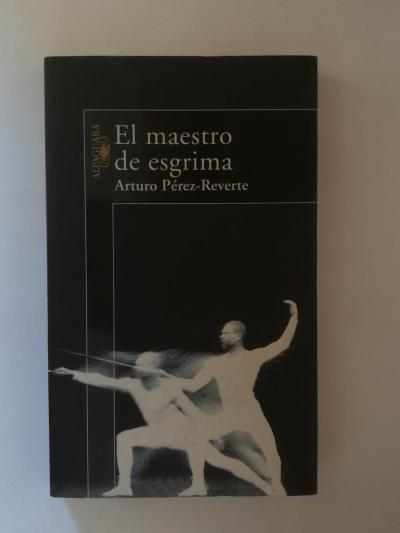 ALFAGUARA
El maestro
de esgrima
Arturo Pérez-Reverte